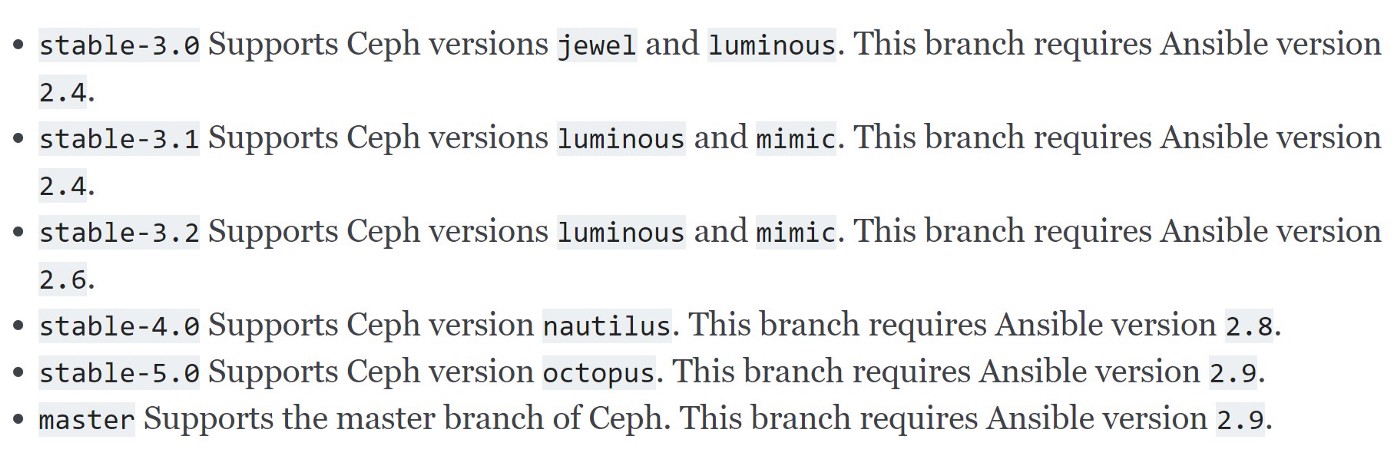 • stable-3.0 Supports Ceph versions jewel and luminous. This branch requires Ansible version
2.4.
• stable-3.1 Supports Ceph versions luminous and mimic. This branch requires Ansible version
2.4.
• stable-3.2 Supports Ceph versions luminous and mimic. This branch requires Ansible version
2.6.
• stable-4.0 Supports Ceph version nautilus. This branch requires Ansible version 2.8.
• stable-5.0 Supports Ceph version octopus. This branch requires Ansible version 2.9.
• master Supports the master branch of Ceph. This branch requires Ansible version 2.9.